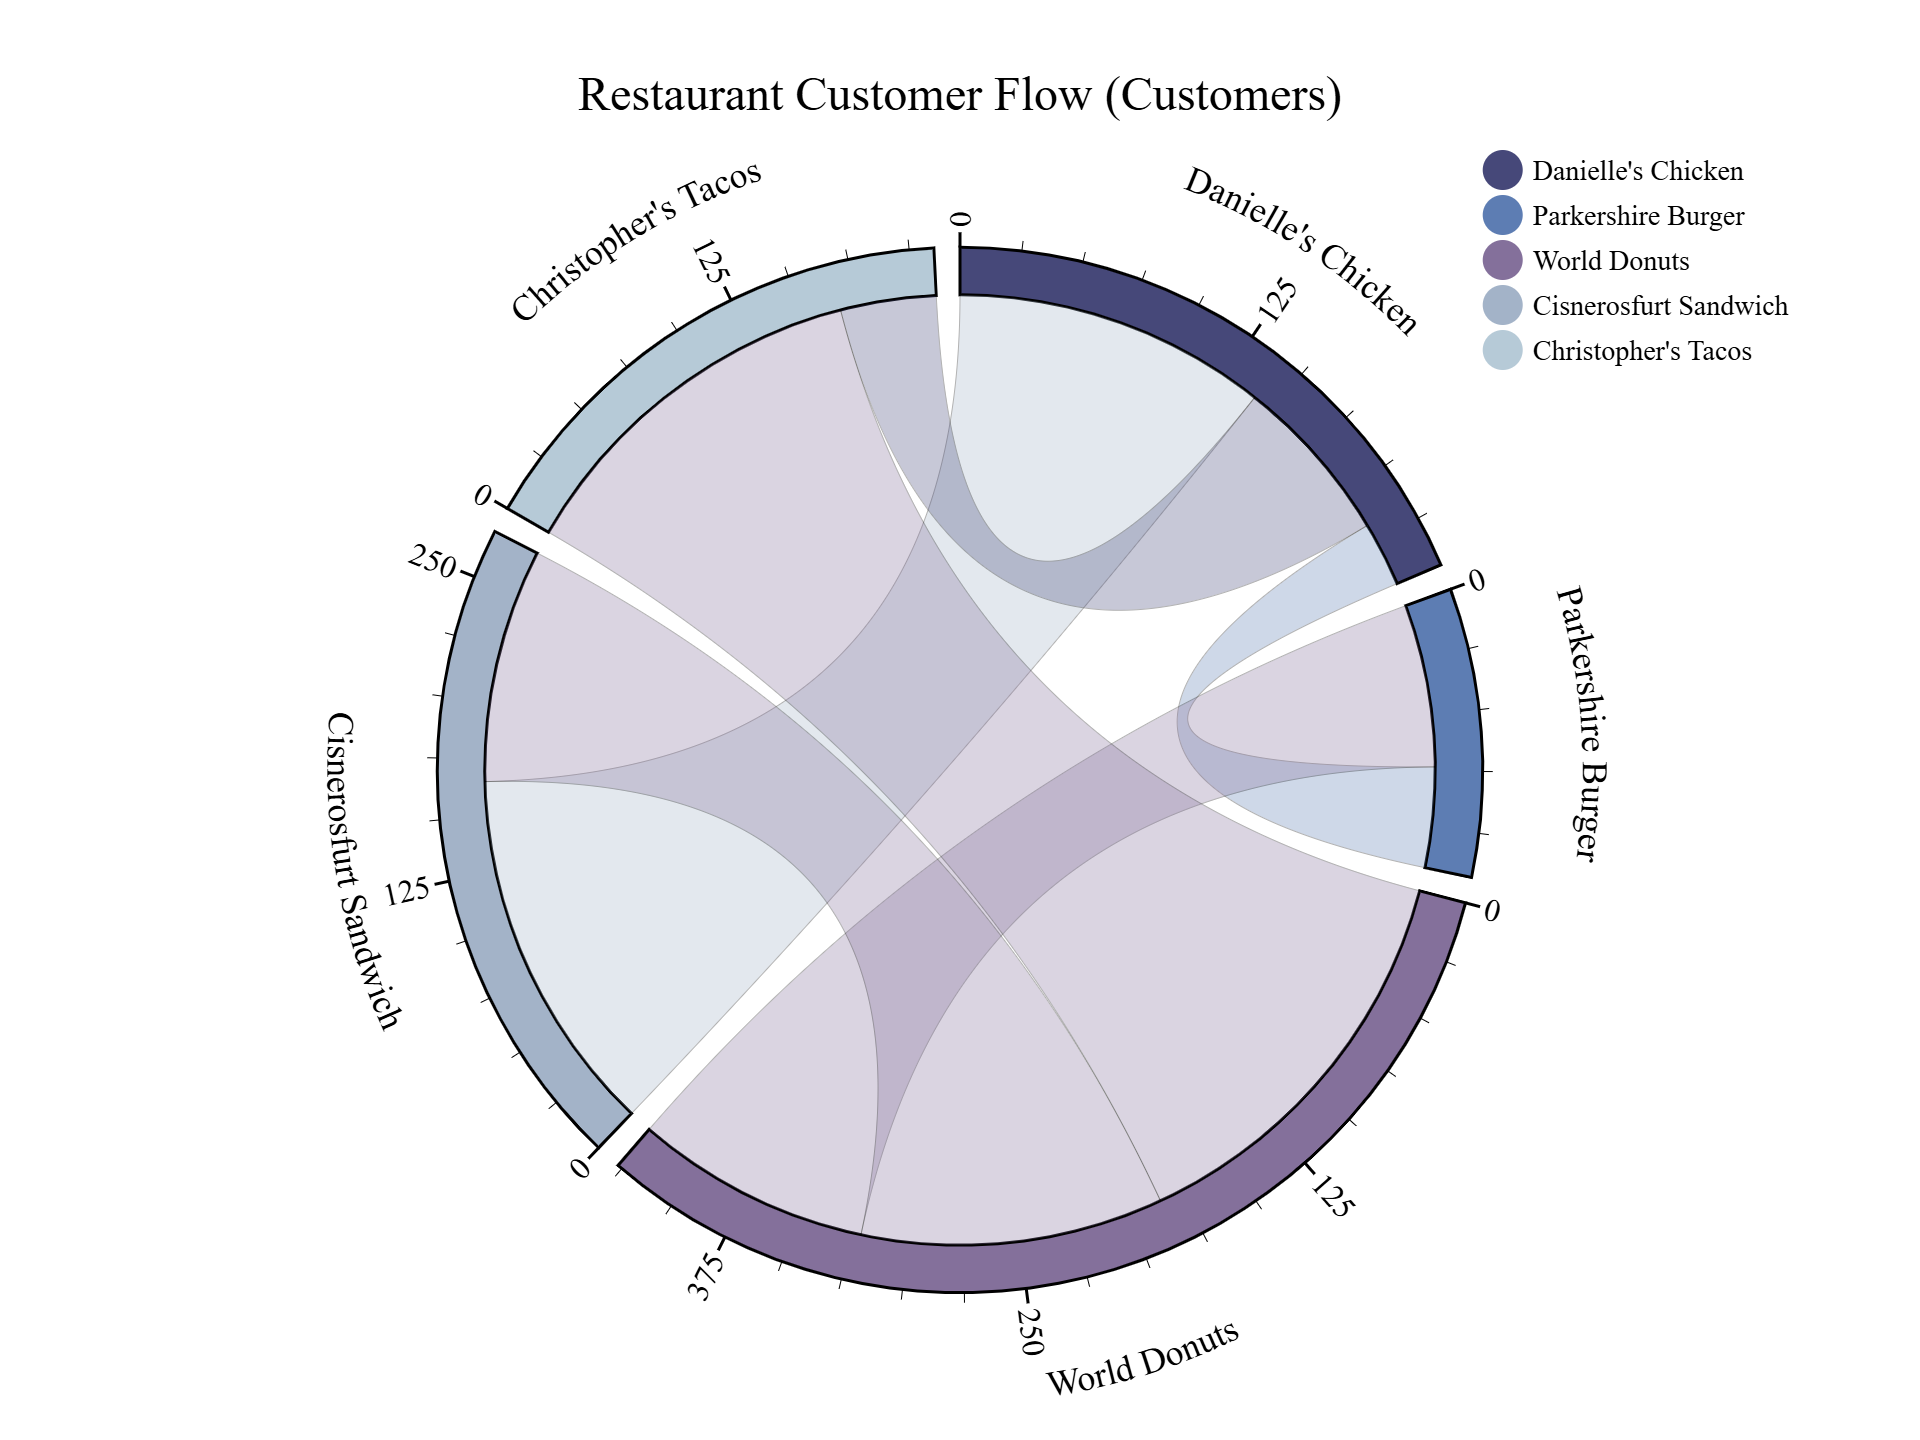 Restaurant Customer Flow (Customers)
Danielle's Chicken
Parkershire Burger
World Donuts
Cisnerosfurt Sandwich
Christopher's Tacos
Danielle's Chicken
0
125
Parkershire Burger
0
World Donuts
0
125
250
375
Cisnerosfurt Sandwich
0
125
250
Christopher's Tacos
0
125